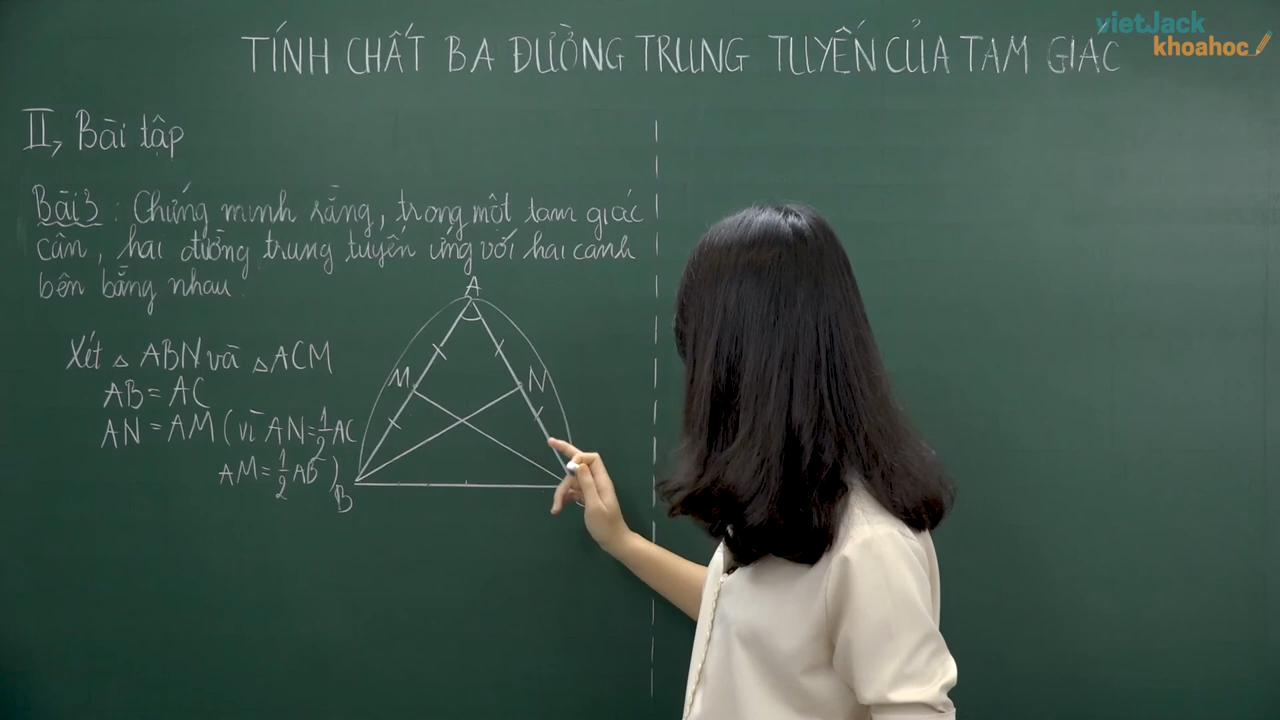 vietJack
khoahoc
TÍNH CHẤT BA ĐƯỜNG TRUNG TUYẾN CỦA TAM GIÁC
II, Bài tập
Bài 3 : Chứng minh rằng, trong một tam giác
cân, hai đường trung tuyến ứng với hai cạnh
bên bằng nhau.
A
Xét △ ABN và △ACM
M N
AB = AC
AN = AM ( vì AN = 1/2 AC
AM = 1/2 AB )
B